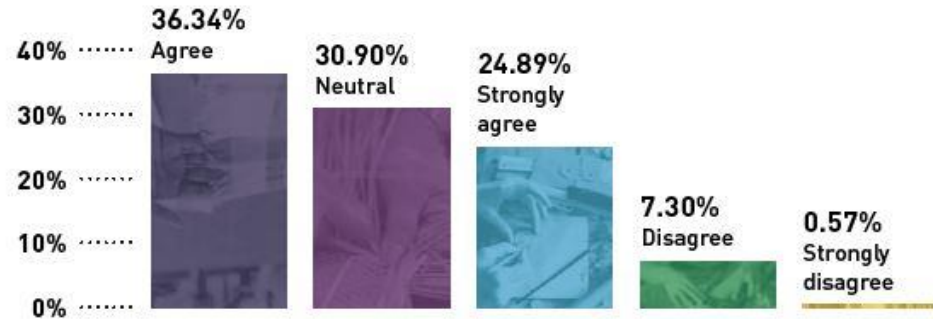 40%
30%
20%
10%
0%
36.34%
Agree
30.90%
Neutral
24.89%
Strongly
agree
7.30%
Disagree
0.57%
Strongly
disagree